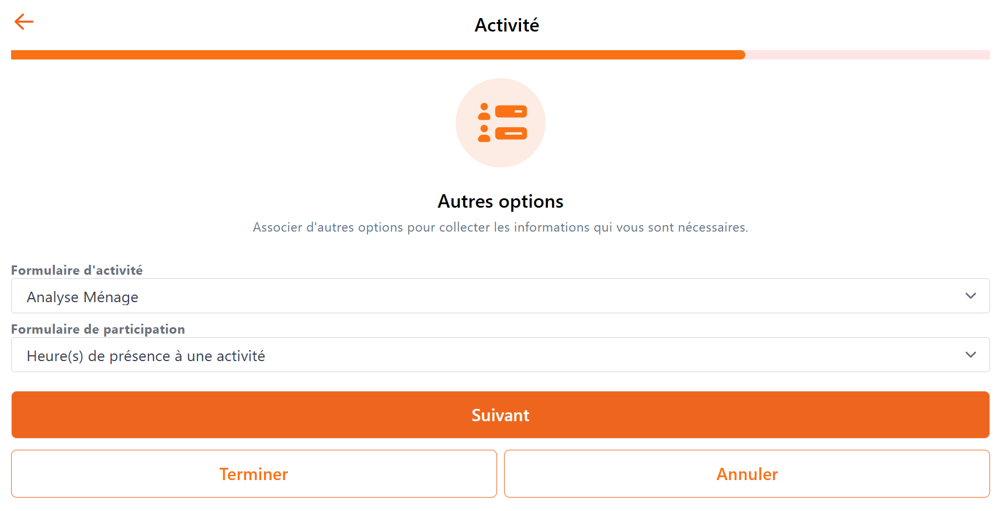 Activité
Autres options
Associer d'autres options pour collecter les informations qui vous sont nécessaires.
Formulaire d'activité
Analyse Ménage
Formulaire de participation
Heure(s) de présence à une activité
Suivant
Terminer
Annuler